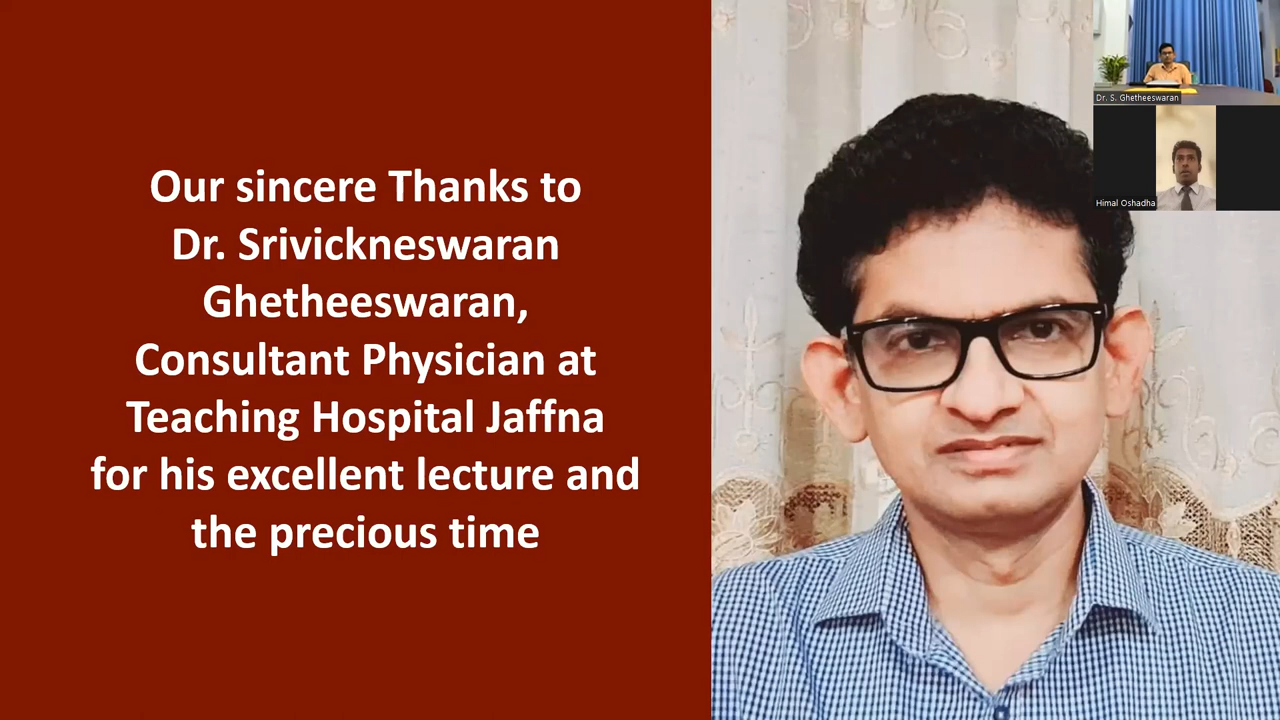 Our sincere Thanks to
Dr. Srivickneswaran
Ghetheeswaran,
Consultant Physician at
Teaching Hospital Jaffna
for his excellent lecture and
the precious time
Dr. S. Ghetheeswaran
Himal Oshadha